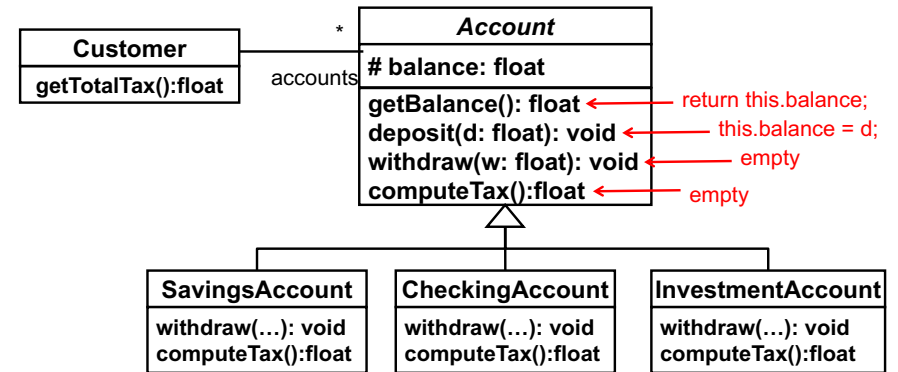 Customer
getTotalTax():float
*
accounts
Account
# balance: float
getBalance(): float
return this.balance;
deposit(d: float): void
this.balance = d;
withdraw(w: float): void
empty
computeTax():float
empty
SavingsAccount
withdraw(…): void
computeTax():float
CheckingAccount
withdraw(…): void
computeTax():float
InvestmentAccount
withdraw(…): void
computeTax():float